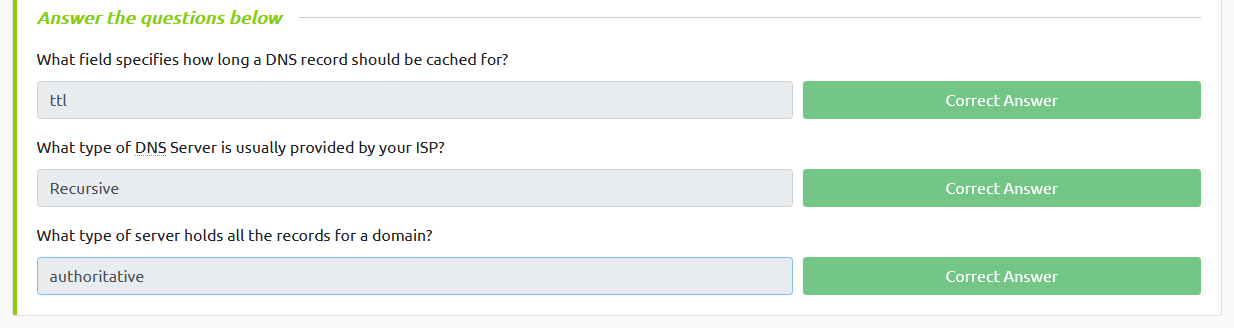 Answer the questions below
What field specifies how long a DNS record should be cached for?
ttl
Correct Answer
What type of DNS Server is usually provided by your ISP?
Recursive
Correct Answer
What type of server holds all the records for a domain?
authoritative
Correct Answer